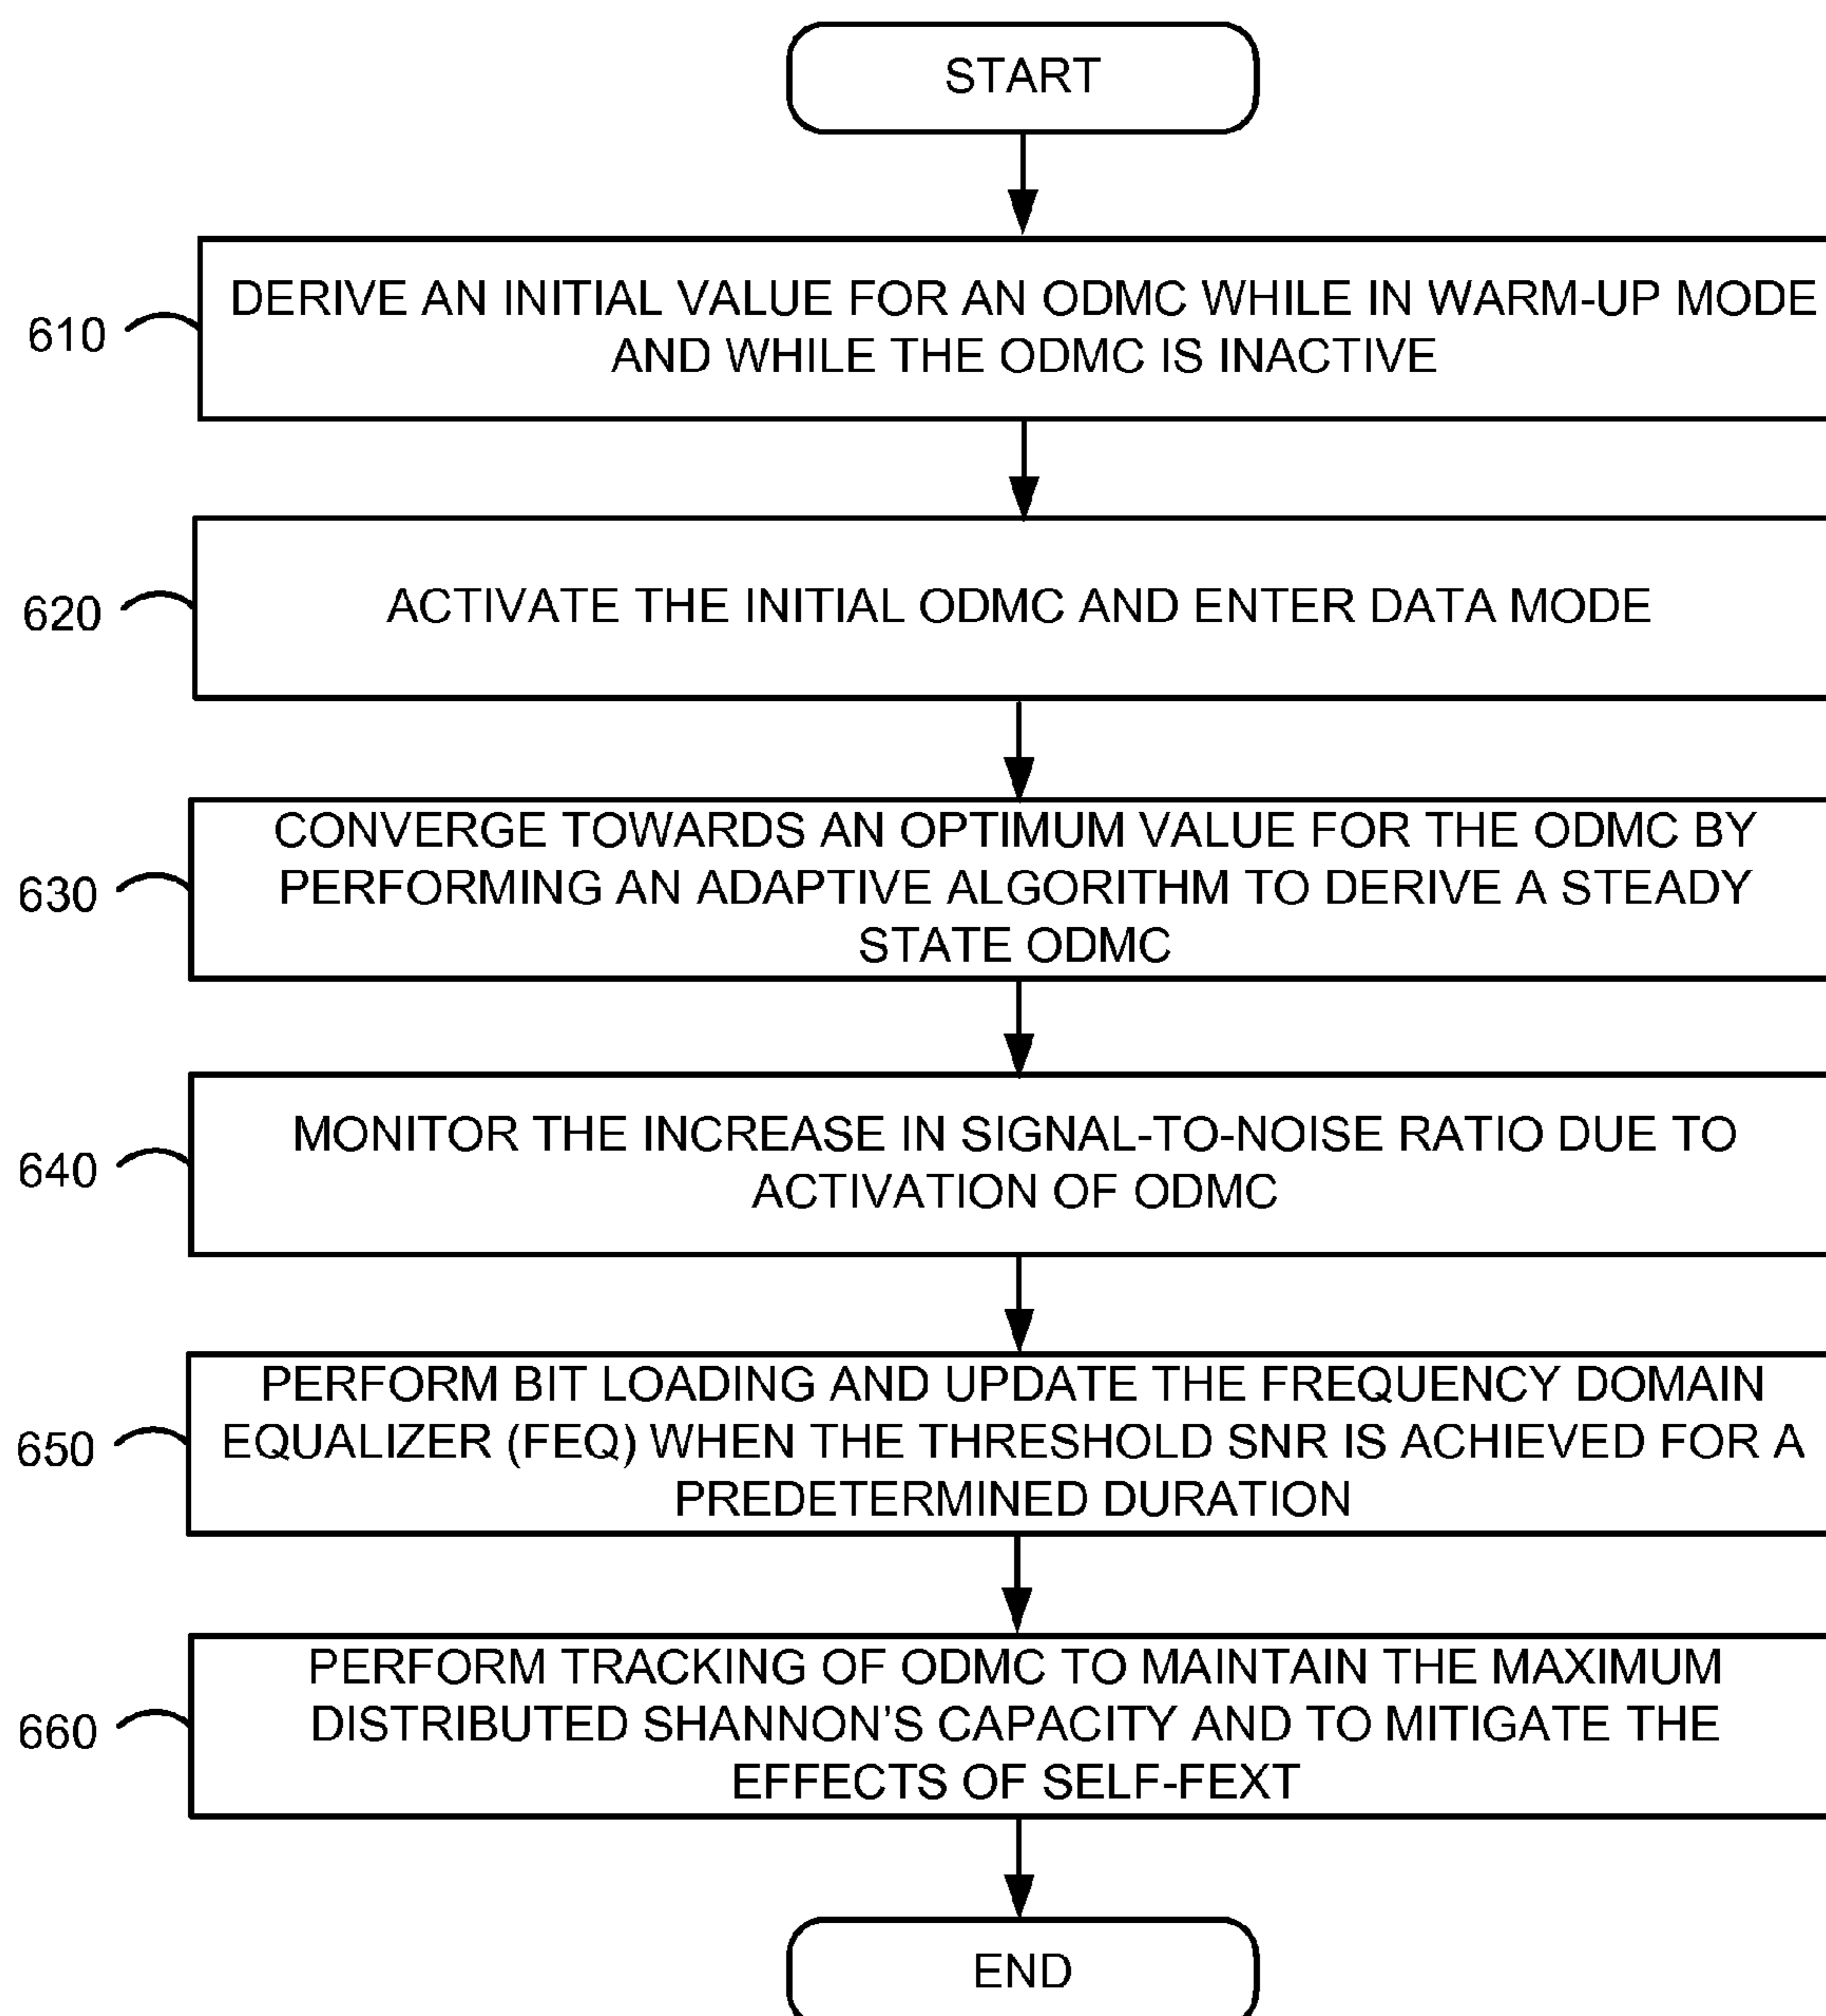 START
610
DERIVE AN INITIAL VALUE FOR AN ODMC WHILE IN WARM-UP MODE
AND WHILE THE ODMC IS INACTIVE
620
ACTIVATE THE INITIAL ODMC AND ENTER DATA MODE
630
CONVERGE TOWARDS AN OPTIMUM VALUE FOR THE ODMC BY
PERFORMING AN ADAPTIVE ALGORITHM TO DERIVE A STEADY
STATE ODMC
640
MONITOR THE INCREASE IN SIGNAL-TO-NOISE RATIO DUE TO
ACTIVATION OF ODMC
650
PERFORM BIT LOADING AND UPDATE THE FREQUENCY DOMAIN
EQUALIZER (FEQ) WHEN THE THRESHOLD SNR IS ACHIEVED FOR A
PREDETERMINED DURATION
660
PERFORM TRACKING OF ODMC TO MAINTAIN THE MAXIMUM
DISTRIBUTED SHANNON’S CAPACITY AND TO MITIGATE THE
EFFECTS OF SELF-FEXT
END